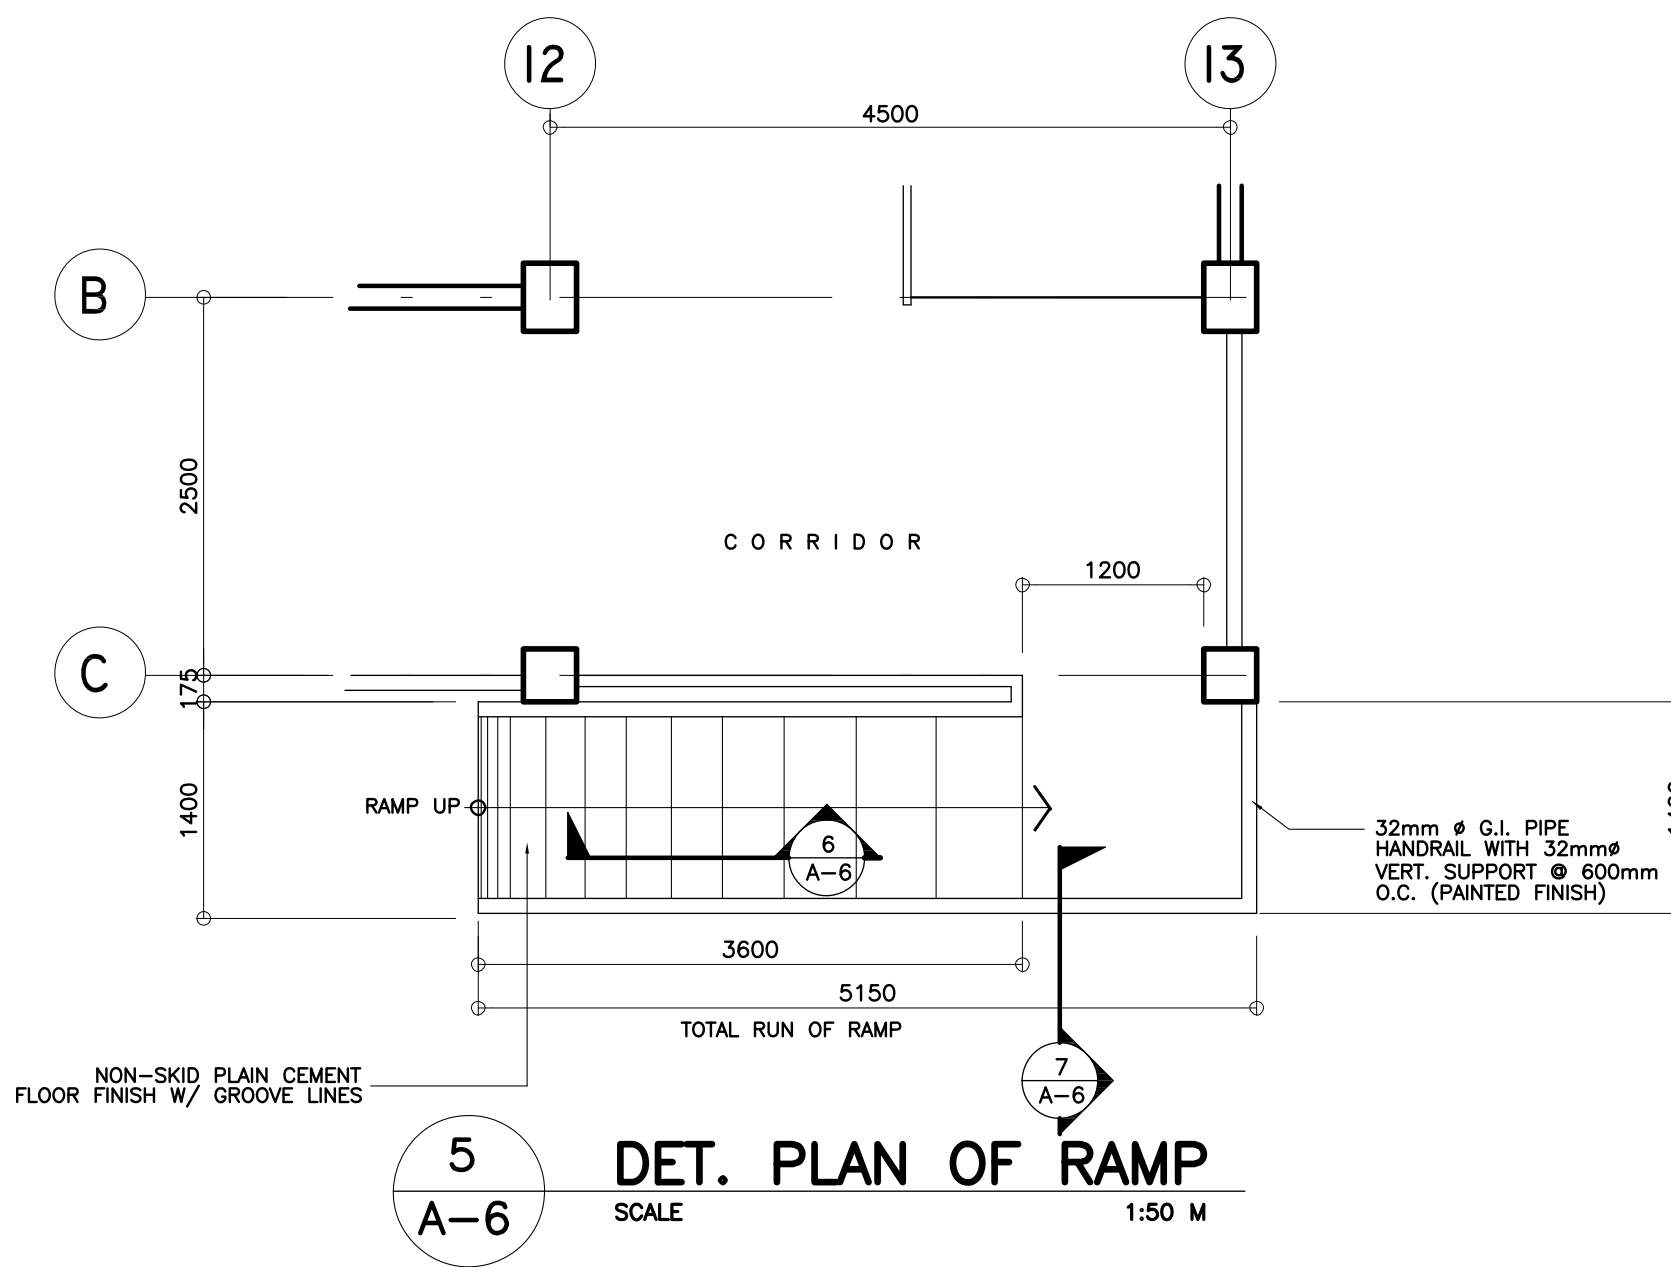 12
13
4500
B
2500
C O R R I D O R
1200
C
175
1400
RAMP UP
6
A-6
32mm ø G.I. PIPE
HANDRAIL WITH 32mmø
VERT. SUPPORT @ 600mm
O.C. (PAINTED FINISH)
3600
5150
TOTAL RUN OF RAMP
7
A-6
NON-SKID PLAIN CEMENT
FLOOR FINISH W/ GROOVE LINES
5
A-6
DET. PLAN OF RAMP
SCALE 1:50 M